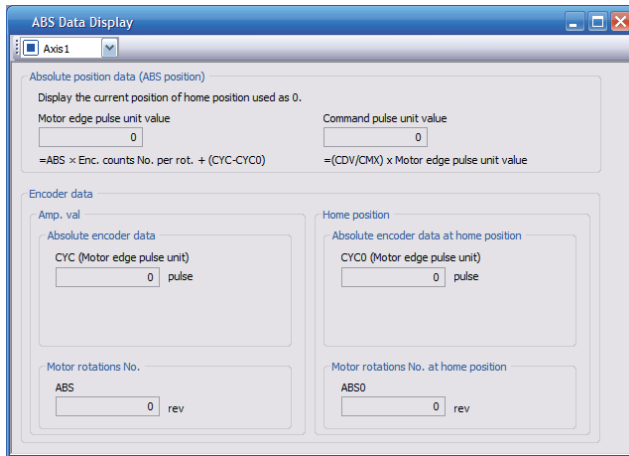 ABS Data Display
Axis1
Absolute position data (ABS position)
Display the current position of home position used as 0.
Motor edge pulse unit value
Command pulse unit value
0
0
=ABS × Enc. counts No. per rot. + (CYC-CYC0)
=(CDV/CMX) x Motor edge pulse unit value
Encoder data
Amp. val
Home position
Absolute encoder data
Absolute encoder data at home position
CYC (Motor edge pulse unit)
CYC0 (Motor edge pulse unit)
0 pulse
0 pulse
Motor rotations No.
Motor rotations No. at home position
ABS
ABS0
0 rev
0 rev